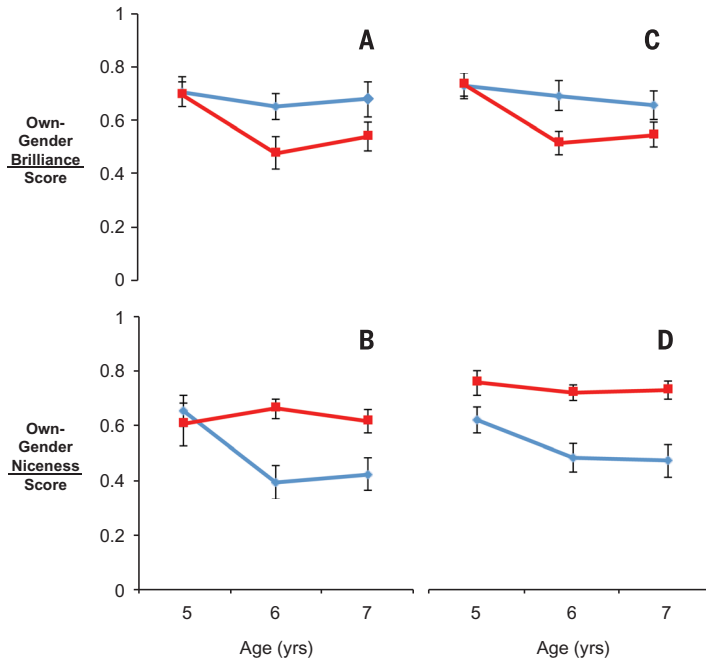 1
A
C
0.8
0.6
Own-
Gender
Brilliance
Score
0.4
0.2
0
1
B
D
0.8
0.6
Own-
Gender
Niceness
Score
0.4
0.2
0
5 6 7 5 6 7
Age (yrs) Age (yrs)